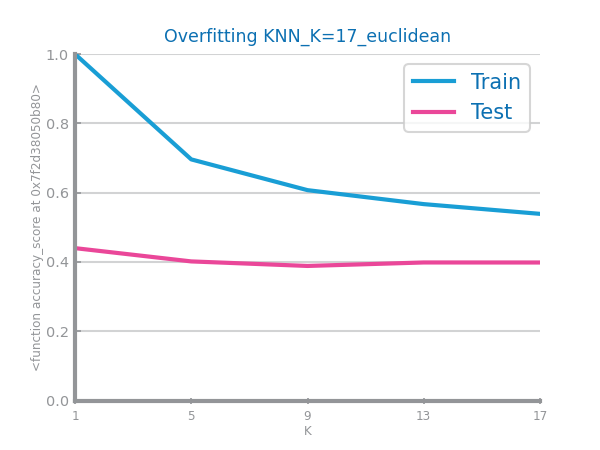 Overfitting KNN_K=17_euclidean
<function accuracy_score at 0x7f2d38050b80>
1.0
0.8
0.6
0.4
0.2
0.0
Train
Test
1 5 9 13 17
K